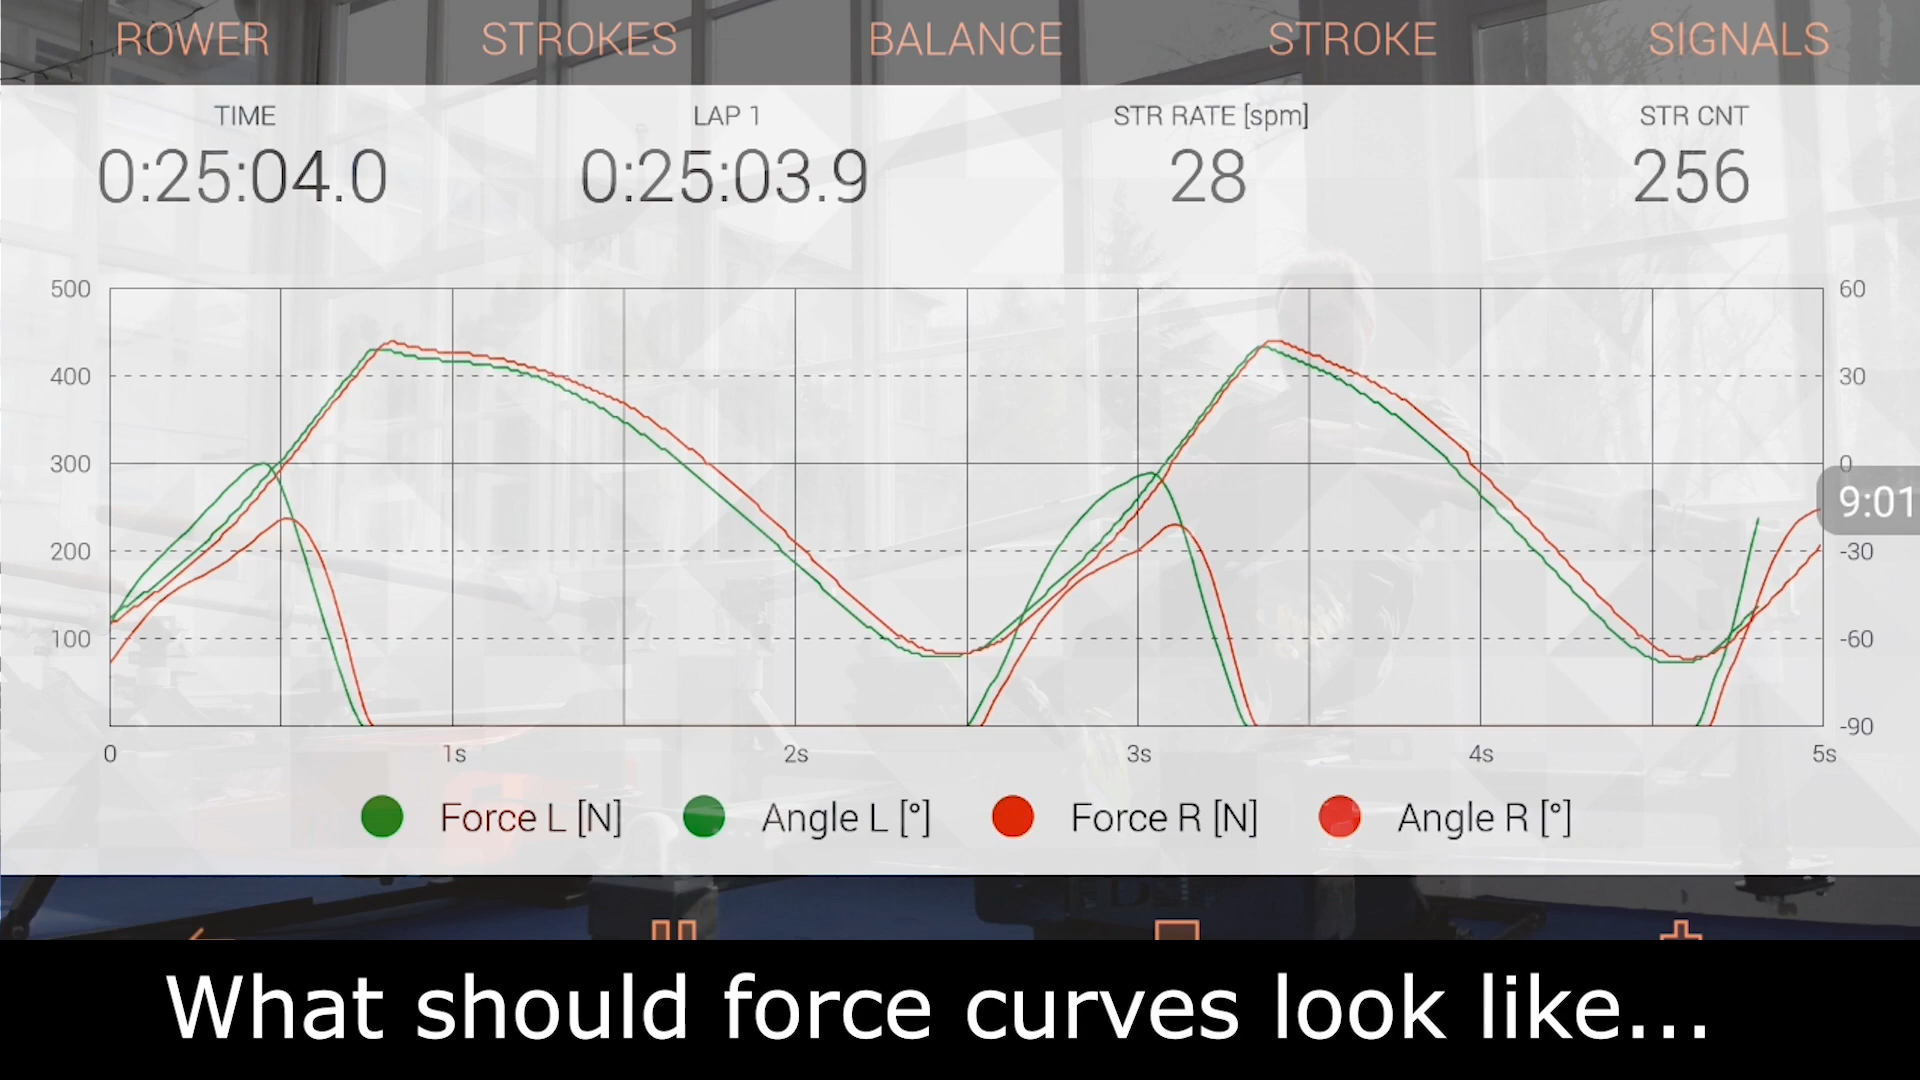 ROWER STROKES BALANCE STROKE SIGNALS
TIME LAP 1 STR RATE [spm] STR CNT
0:25:04.0 0:25:03.9 28 256
500 60
400 30
300 0
9:01
200 -30
100 -60
-90
0 1s 2s 3s 4s 5s
Force L [N] Angle L [°] Force R [N] Angle R [°]
What should force curves look like...